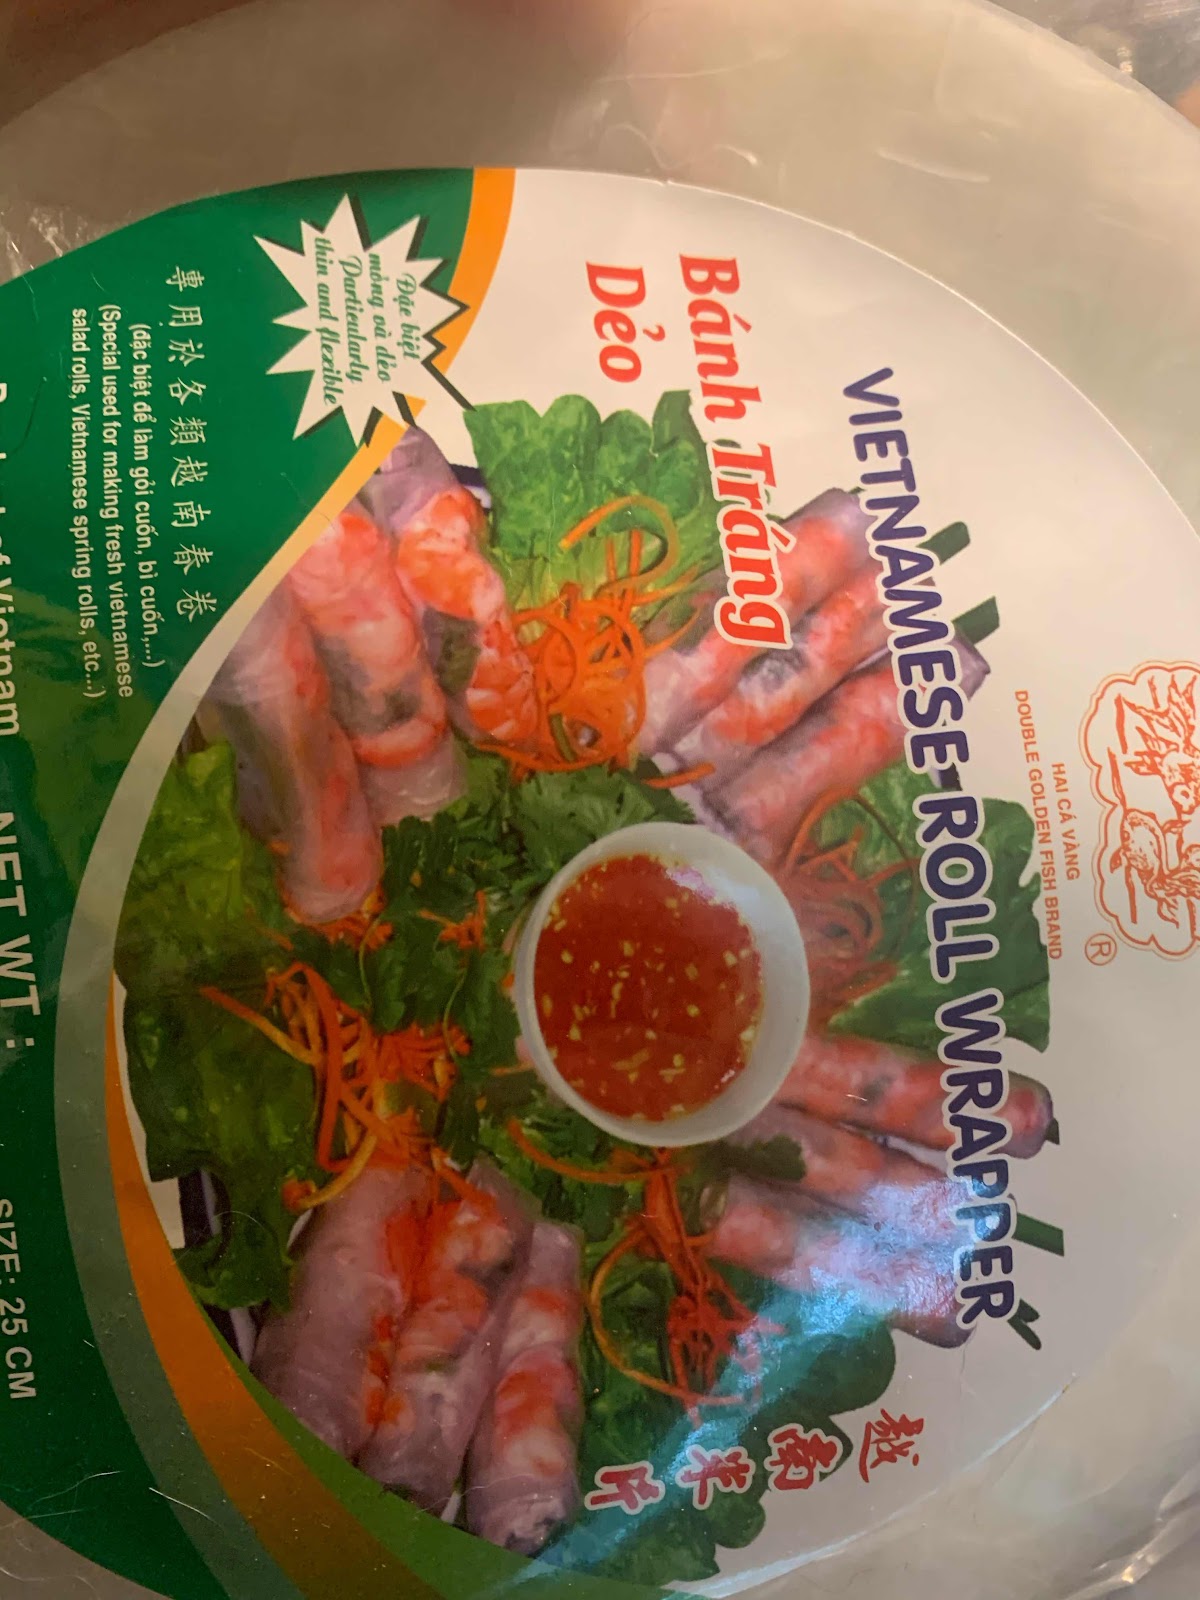 HAI CÁ VÀNG
DOUBLE GOLDEN FISH BRAND
®
VIETNAMESE ROLL WRAPPER
Bánh Tráng
Dẻo
越南米片
Đặc biệt
mỏng và dẻo
Particularly
thin and flexible
專用於各類越南春卷
(đặc biệt để làm gỏi cuốn, bì cuốn,...)
(Special used for making fresh vietnamese
salad rolls, Vietnamese spring rolls, etc...)
of Vietnam NET WT : SIZE : 25 CM